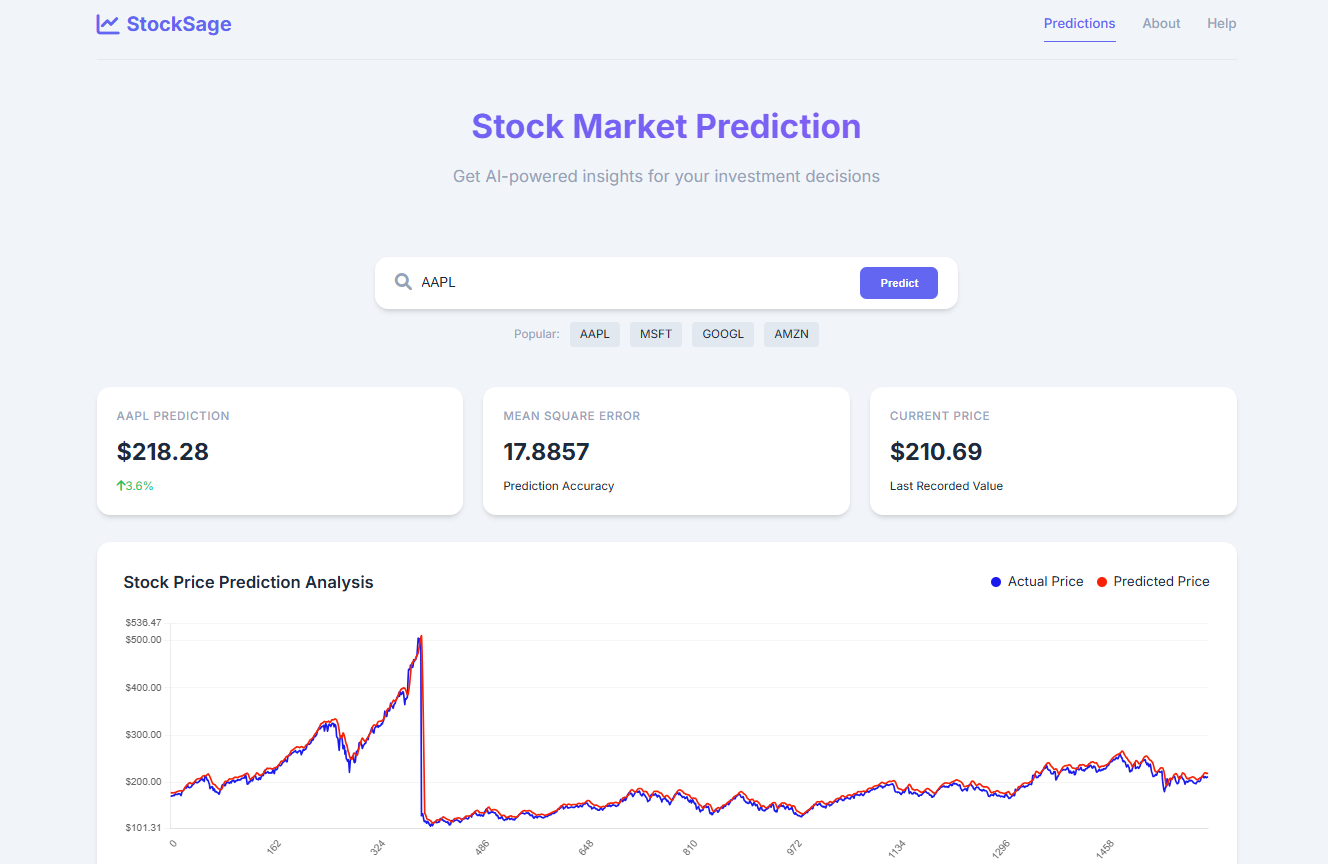 StockSage
Predictions About Help
Stock Market Prediction
Get AI-powered insights for your investment decisions
AAPL Predict
Popular: AAPL MSFT GOOGL AMZN
AAPL PREDICTION
$218.28
3.6%
MEAN SQUARE ERROR
17.8857
Prediction Accuracy
CURRENT PRICE
$210.69
Last Recorded Value
Stock Price Prediction Analysis
Actual Price Predicted Price
$536.47
$500.00
$400.00
$300.00
$200.00
$101.31
0 162 324 486 648 810 972 1134 1296 1458